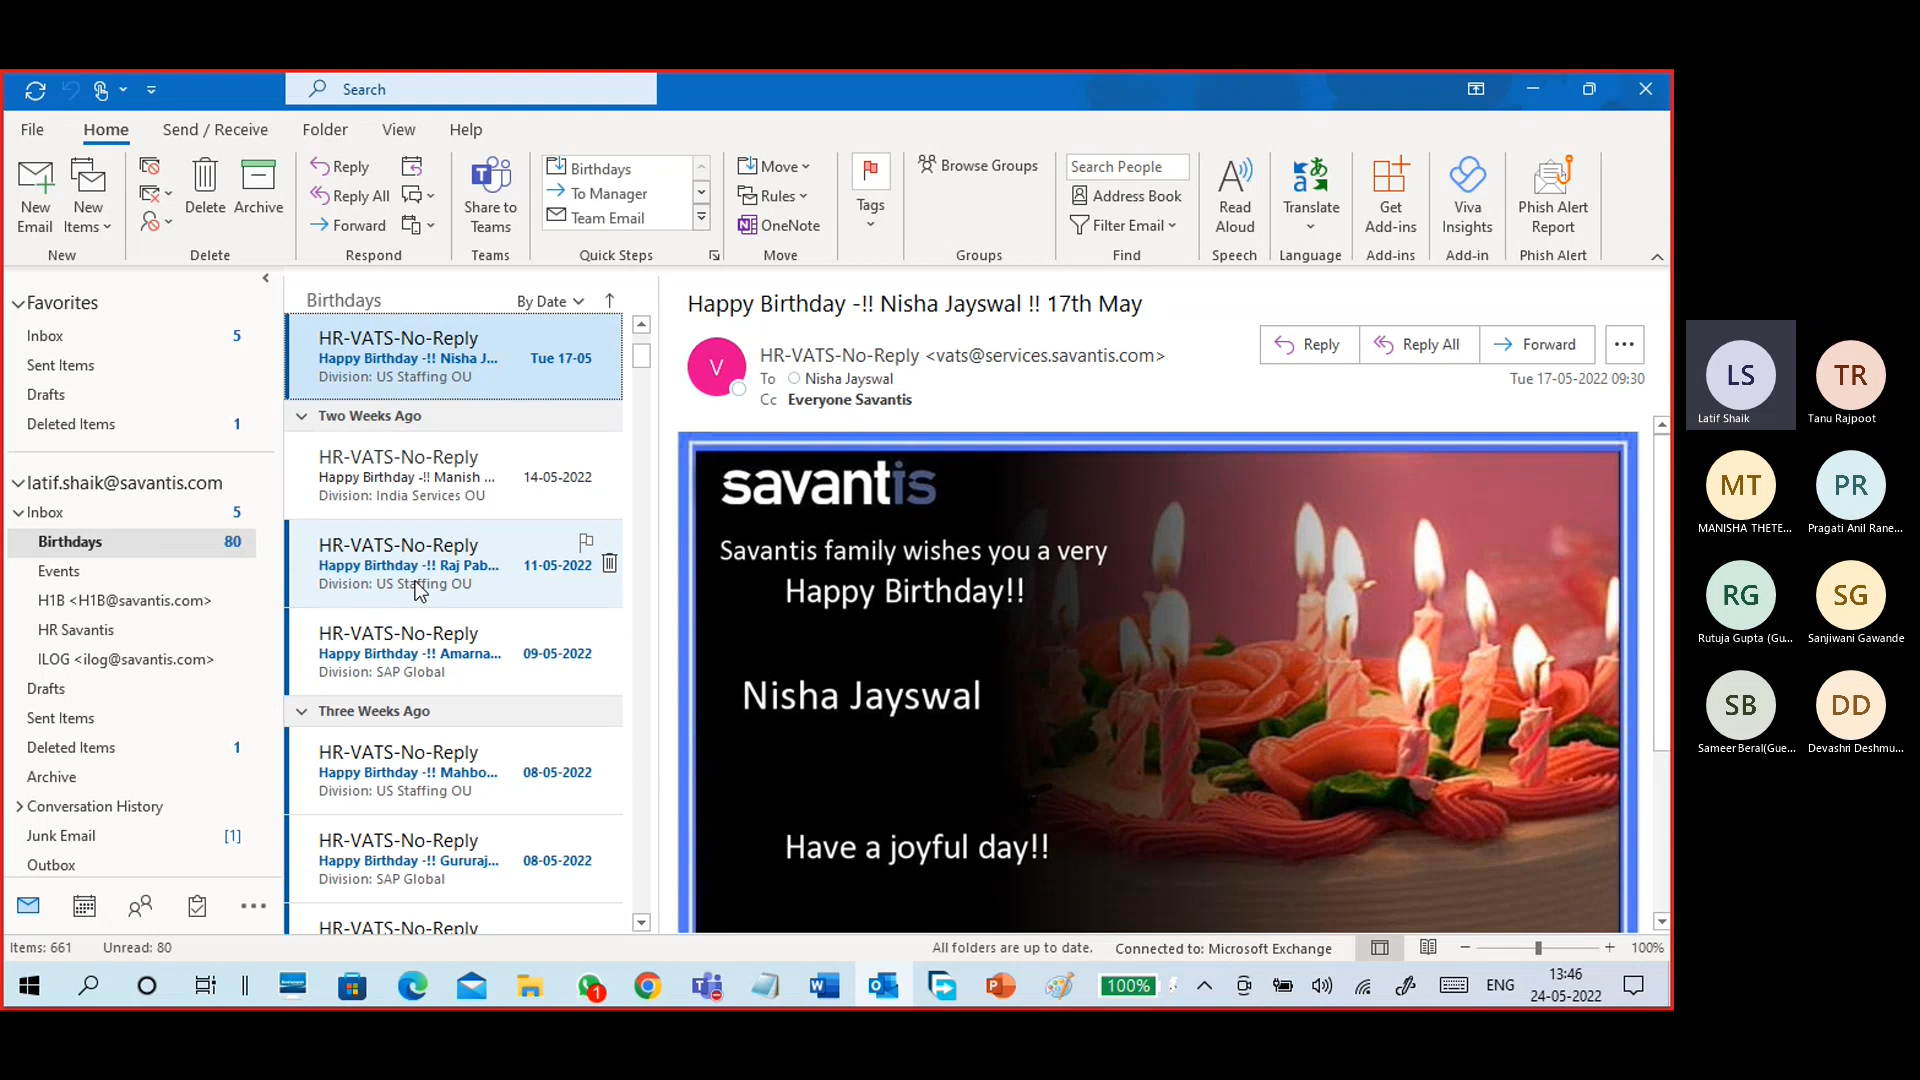 Search
File Home Send / Receive Folder View Help
New Email
New Items
Delete
Archive
Reply
Reply All
Forward
Share to Teams
Birthdays
To Manager
Team Email
Move
Rules
OneNote
Tags
Browse Groups
Search People
Address Book
Filter Email
Read Aloud
Translate
Get Add-ins
Viva Insights
Phish Alert Report
New Delete Respond Teams Quick Steps Move Groups Find Speech Language Add-ins Add-in Phish Alert
Favorites
Inbox 5
Sent Items
Drafts
Deleted Items 1
latif.shaik@savantis.com
Inbox 5
Birthdays 80
Events
H1B <H1B@savantis.com>
HR Savantis
ILOG <ilog@savantis.com>
Drafts
Sent Items
Deleted Items 1
Archive
Conversation History
Junk Email [1]
Outbox
Birthdays By Date
HR-VATS-No-Reply
Happy Birthday -!! Nisha J... Tue 17-05
Division: US Staffing OU
Two Weeks Ago
HR-VATS-No-Reply
Happy Birthday -!! Manish ... 14-05-2022
Division: India Services OU
HR-VATS-No-Reply
Happy Birthday -!! Raj Pab... 11-05-2022
Division: US Staffing OU
HR-VATS-No-Reply
Happy Birthday -!! Amarna... 09-05-2022
Division: SAP Global
Three Weeks Ago
HR-VATS-No-Reply
Happy Birthday -!! Mahbo... 08-05-2022
Division: US Staffing OU
HR-VATS-No-Reply
Happy Birthday -!! Gururaj... 08-05-2022
Division: SAP Global
HR-VATS-No-Reply
Happy Birthday -!! Nisha Jayswal !! 17th May
V
HR-VATS-No-Reply <vats@services.savantis.com>
To Nisha Jayswal
Cc Everyone Savantis
Reply Reply All Forward
Tue 17-05-2022 09:30
savantis
Savantis family wishes you a very
Happy Birthday!!
Nisha Jayswal
Have a joyful day!!
Items: 661 Unread: 80 All folders are up to date. Connected to: Microsoft Exchange 100%
1
100%
ENG
13:46
24-05-2022
LS
Latif Shaik
TR
Tanu Rajpoot
MT
MANISHA THETE...
PR
Pragati Anil Rane...
RG
Rutuja Gupta (Gu...
SG
Sanjiwani Gawande
SB
Sameer Beral(Gue...
DD
Devashri Deshmu...